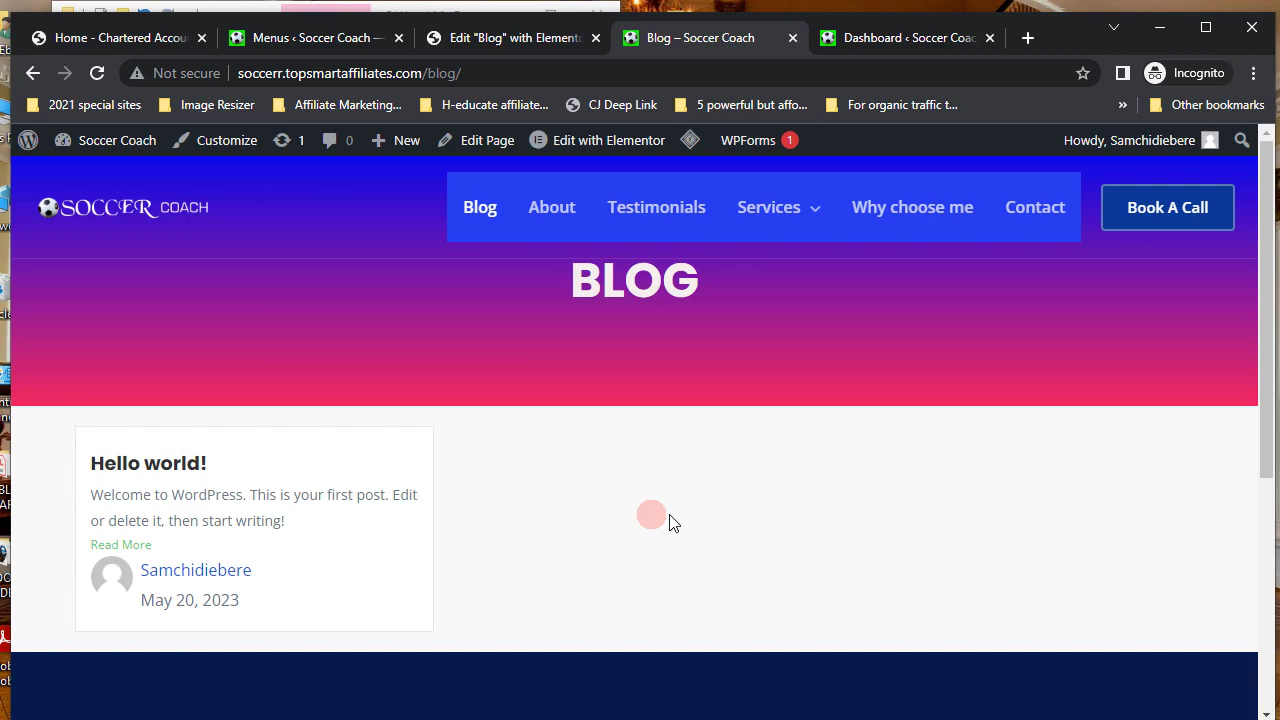 Home - Chartered Accou
Menus ‹ Soccer Coach —
Edit "Blog" with Elemento
Blog – Soccer Coach
Dashboard ‹ Soccer Coac
Not secure
soccerr.topsmartaffiliates.com/blog/
Incognito
2021 special sites
Image Resizer
Affiliate Marketing...
H-educate affiliate...
CJ Deep Link
5 powerful but affo...
For organic traffic t...
»
Other bookmarks
Soccer Coach
Customize
1
0
New
Edit Page
Edit with Elementor
WPForms 1
Howdy, Samchidiebere
SOCCER COACH
Blog
About
Testimonials
Services
Why choose me
Contact
Book A Call
BLOG
Hello world!
Welcome to WordPress. This is your first post. Edit
or delete it, then start writing!
Read More
Samchidiebere
May 20, 2023